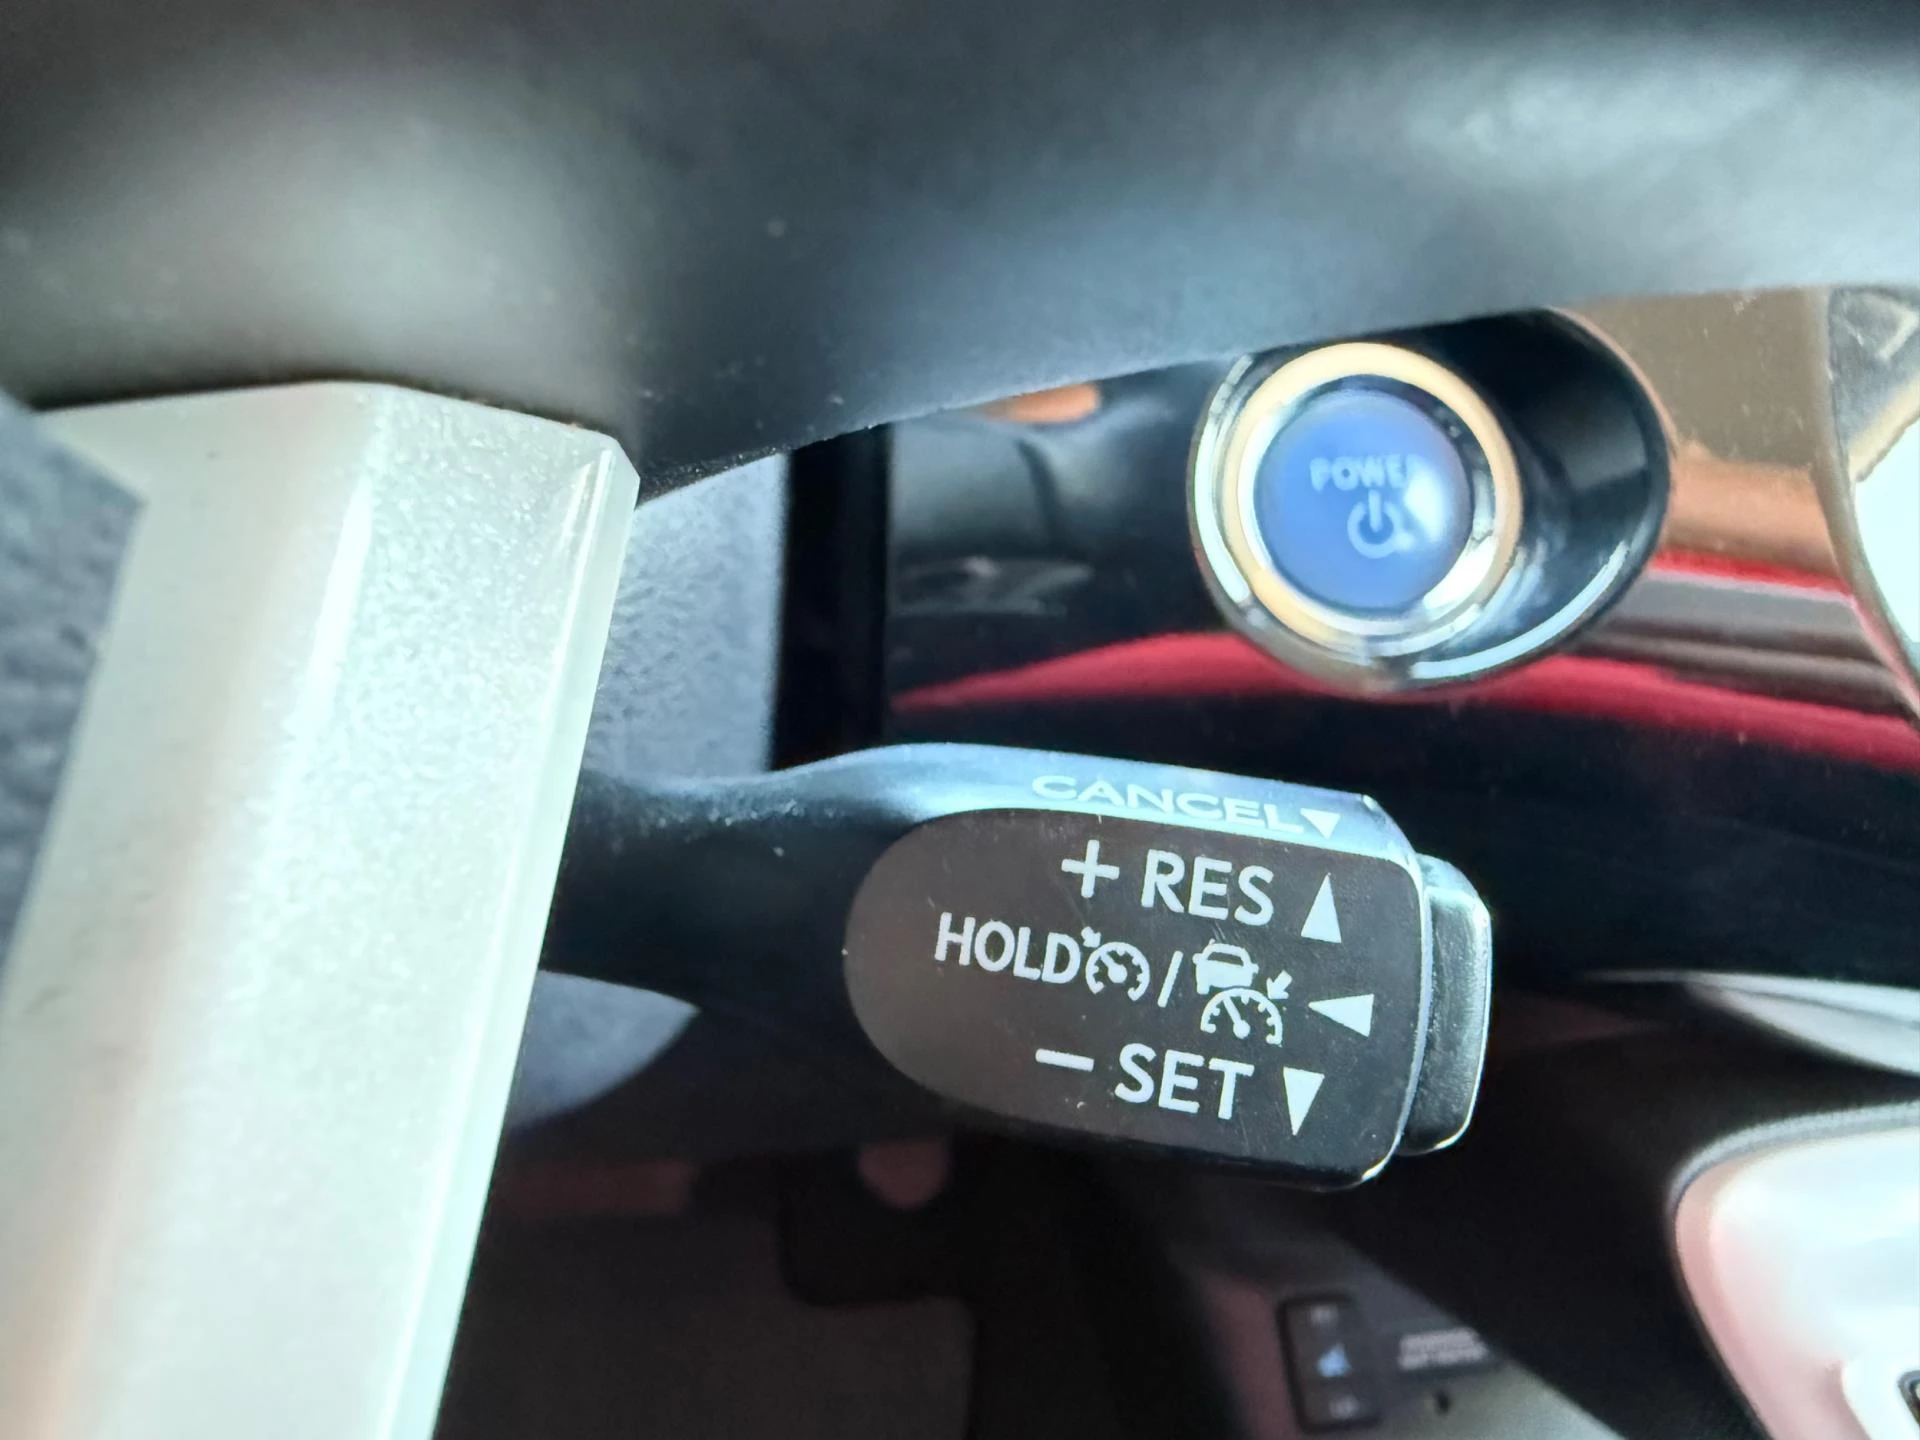 POWER
CANCEL▼
+ RES ▲
HOLD / ◀
− SET ▼